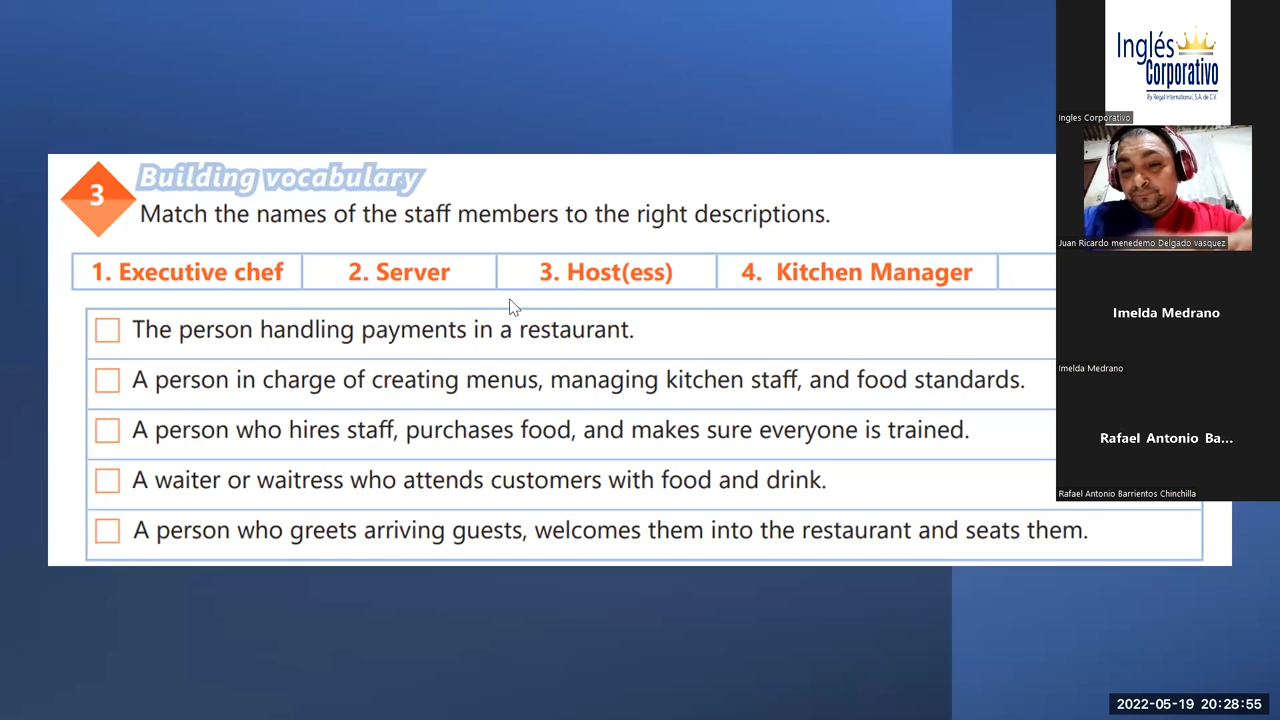 3
Building vocabulary
Match the names of the staff members to the right descriptions.
1. Executive chef 2. Server 3. Host(ess) 4. Kitchen Manager
The person handling payments in a restaurant.
A person in charge of creating menus, managing kitchen staff, and food standards.
A person who hires staff, purchases food, and makes sure everyone is trained.
A waiter or waitress who attends customers with food and drink.
A person who greets arriving guests, welcomes them into the restaurant and seats them.
Inglés
Corporativo
By Regal International, S.A. de C.V.
Ingles Corporativo
Juan Ricardo menedemo Delgado vasquez
Imelda Medrano
Imelda Medrano
Rafael Antonio Ba...
Rafael Antonio Barrientos Chinchilla
2022-05-19 20:28:55